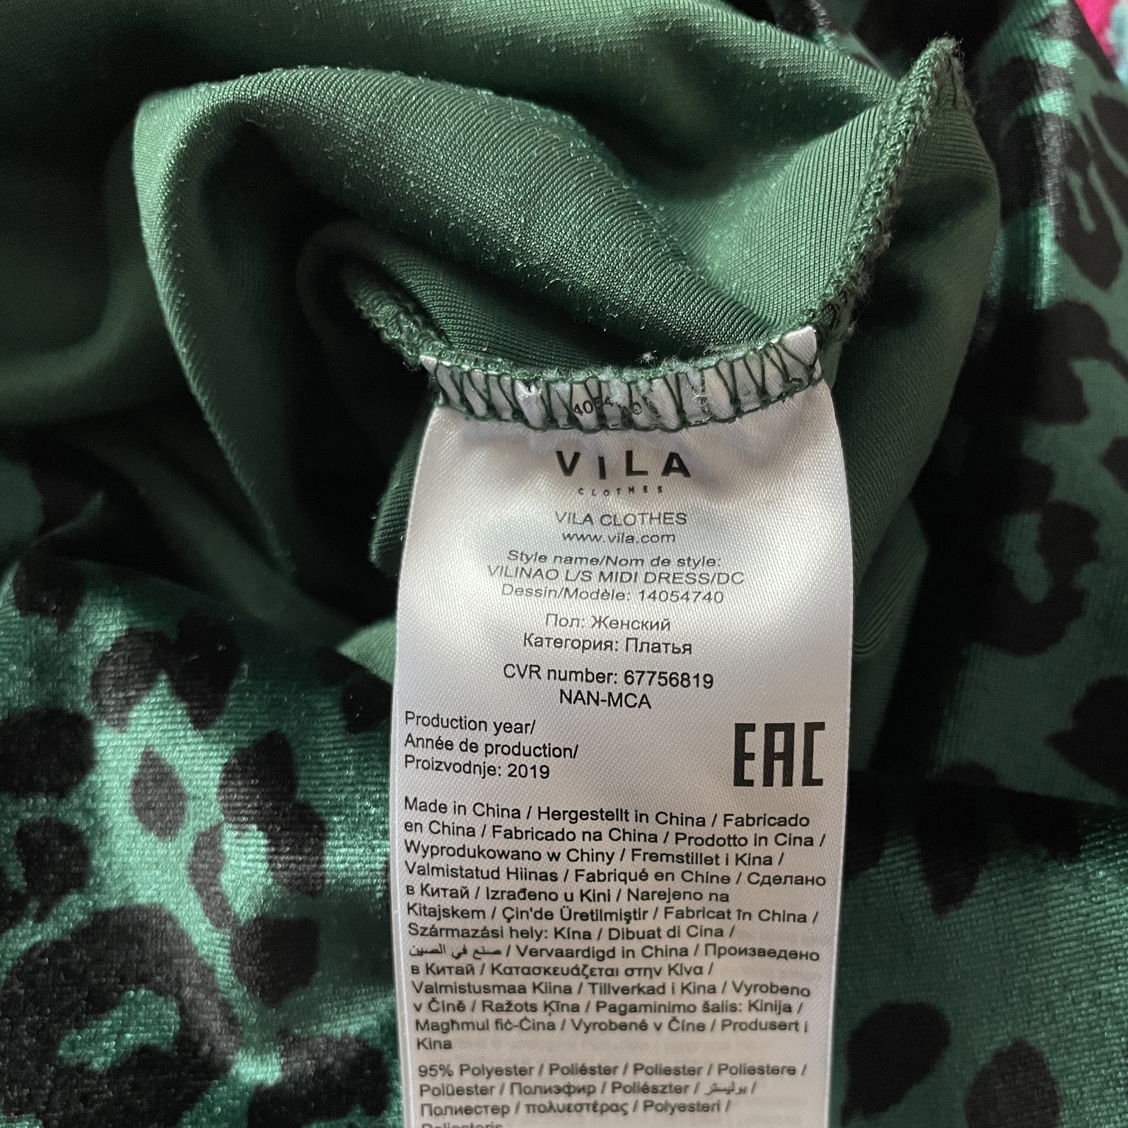 VILA
CLOTHES
VILA CLOTHES
www.vila.com
Style name/Nom de style:
VILINAO L/S MIDI DRESS/DC
Dessin/Modèle: 14054740
Пол: Женский
Категория: Платья
CVR number: 67756819
NAN-MCA
Production year/
Année de production/
Proizvodnje: 2019
EAC
Made in China / Hergestellt in China / Fabricado
en China / Fabricado na China / Prodotto in Cina /
Wyprodukowano w Chiny / Fremstillet i Kina /
Valmistatud Hiinas / Fabriqué en Chine / Сделано
в Китай / Izrađeno u Kini / Narejeno na
Kitajskem / Çin'de Üretilmiştir / Fabricat în China /
Származási hely: Kína / Dibuat di Cina /
صنع في الصين / Vervaardigd in China / Произведено
в Китай / Κατασκευάζεται στην Κίνα /
Valmistusmaa Kiina / Tillverkad i Kina / Vyrobeno
v Číně / Ražots Ķīna / Pagaminimo šalis: Kinija /
Magħmul fiċ-Ċina / Vyrobené v Číne / Produsert i
Kina
95% Polyester / Poliéster / Poliester / Poliestere /
Polüester / Полиэфир / Poliészter / بوليستر /
Полиестер / πολυεστέρας / Polyesteri /